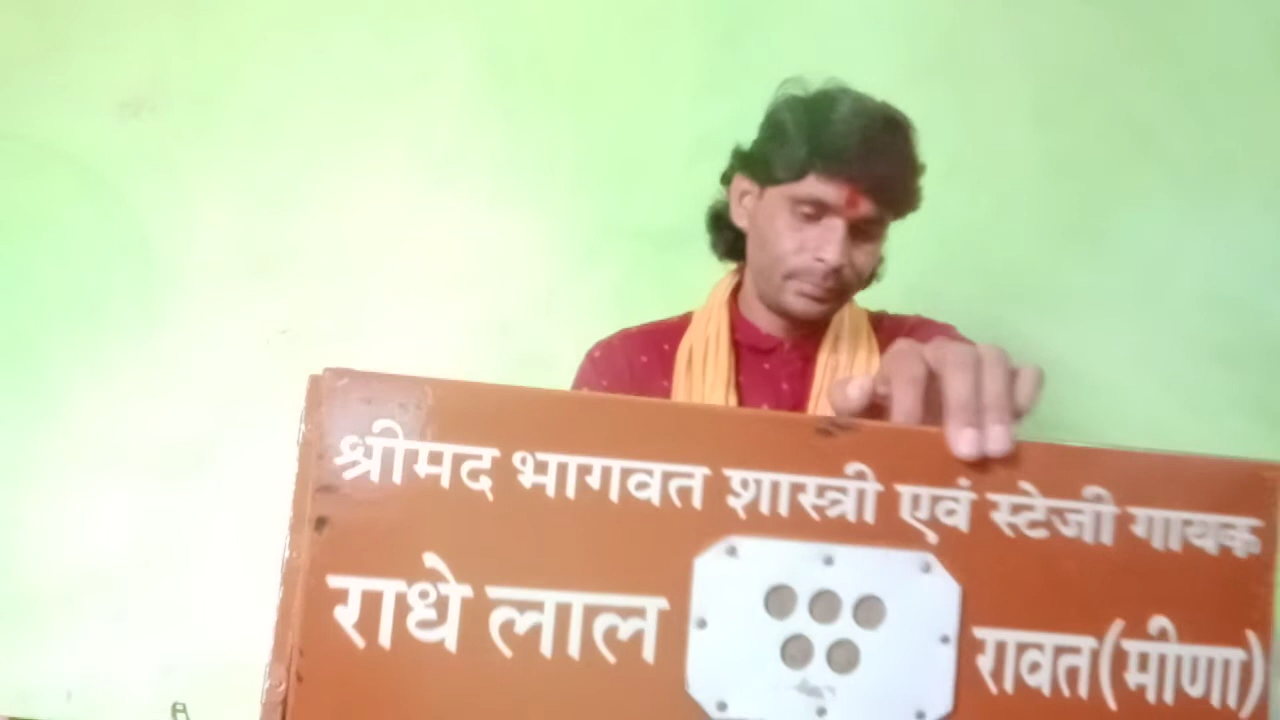 श्रीमद भागवत शास्त्री एवं स्टेजी गायक
राधे लाल रावत (मीणा)